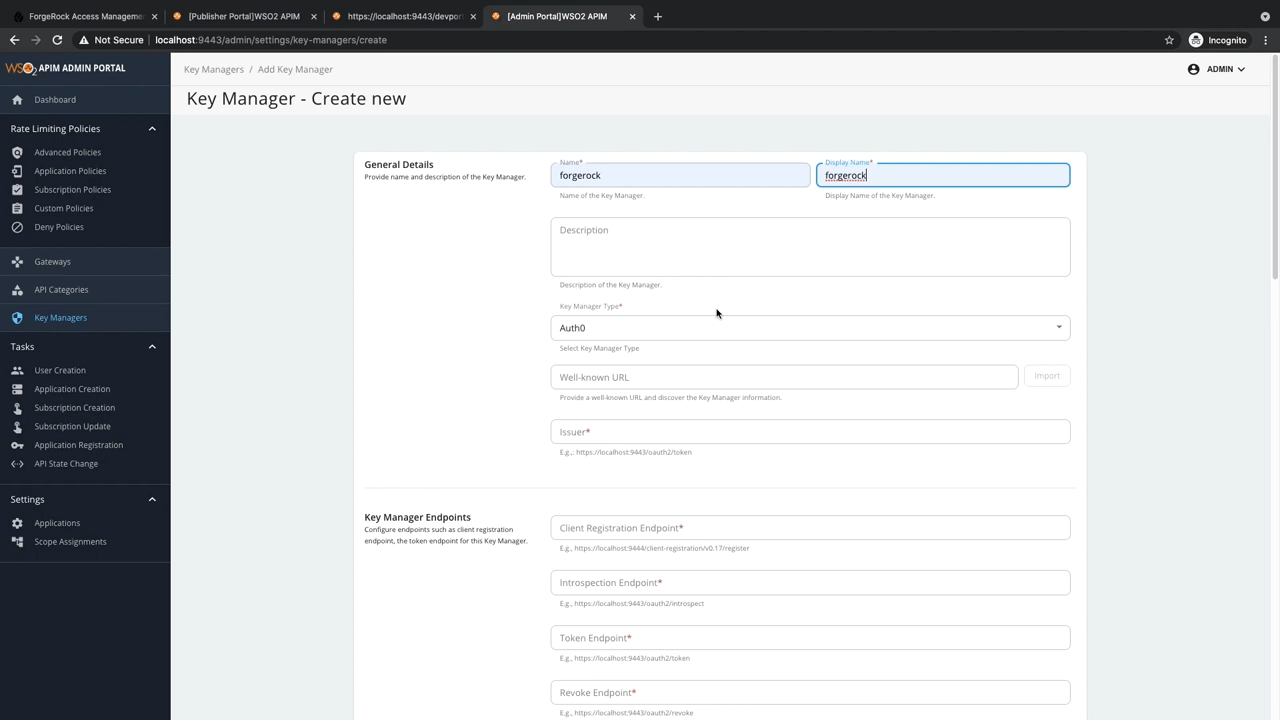 ForgeRock Access Managemen
[Publisher Portal]WSO2 APIM
https://localhost:9443/devport
[Admin Portal]WSO2 APIM
Not Secure
localhost:9443/admin/settings/key-managers/create
Incognito
WSO2 APIM ADMIN PORTAL
Key Managers / Add Key Manager
ADMIN
Key Manager - Create new
Dashboard
Rate Limiting Policies
Advanced Policies
Application Policies
Subscription Policies
Custom Policies
Deny Policies
Gateways
API Categories
Key Managers
Tasks
User Creation
Application Creation
Subscription Creation
Subscription Update
Application Registration
API State Change
Settings
Applications
Scope Assignments
General Details
Provide name and description of the Key Manager.
Name*
forgerock
Name of the Key Manager.
Display Name*
forgerock
Display Name of the Key Manager.
Description
Description of the Key Manager.
Key Manager Type*
Auth0
Select Key Manager Type
Well-known URL
Import
Provide a well-known URL and discover the Key Manager information.
Issuer*
E.g.,: https://localhost:9443/oauth2/token
Key Manager Endpoints
Configure endpoints such as client registration
endpoint, the token endpoint for this Key Manager.
Client Registration Endpoint*
E.g., https://localhost:9444/client-registration/v0.17/register
Introspection Endpoint*
E.g., https://localhost:9443/oauth2/introspect
Token Endpoint*
E.g., https://localhost:9443/oauth2/token
Revoke Endpoint*
E.g., https://localhost:9443/oauth2/revoke